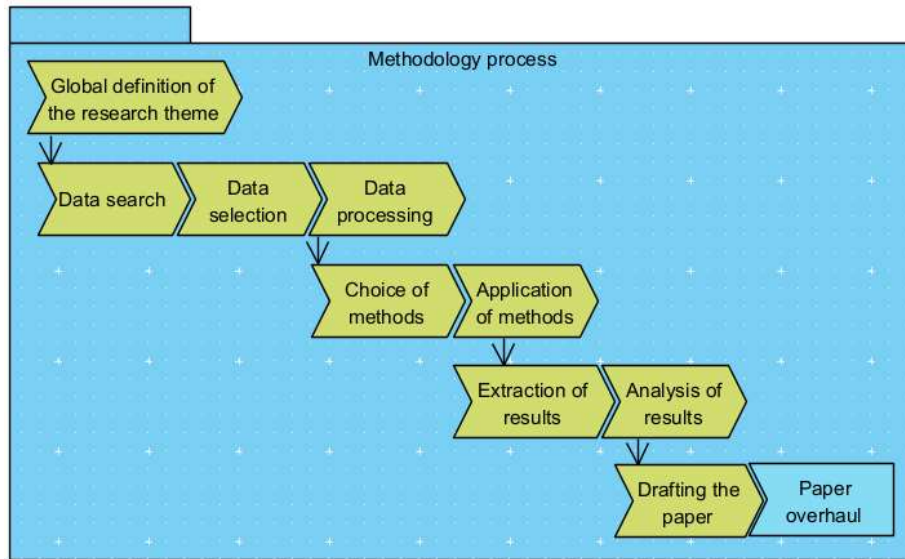 Methodology process
Global definition of
the research theme
Data search
Data
selection
Data
processing
Choice of
methods
Application
of methods
Extraction of
results
Analysis of
results
Drafting the
paper
Paper
overhaul